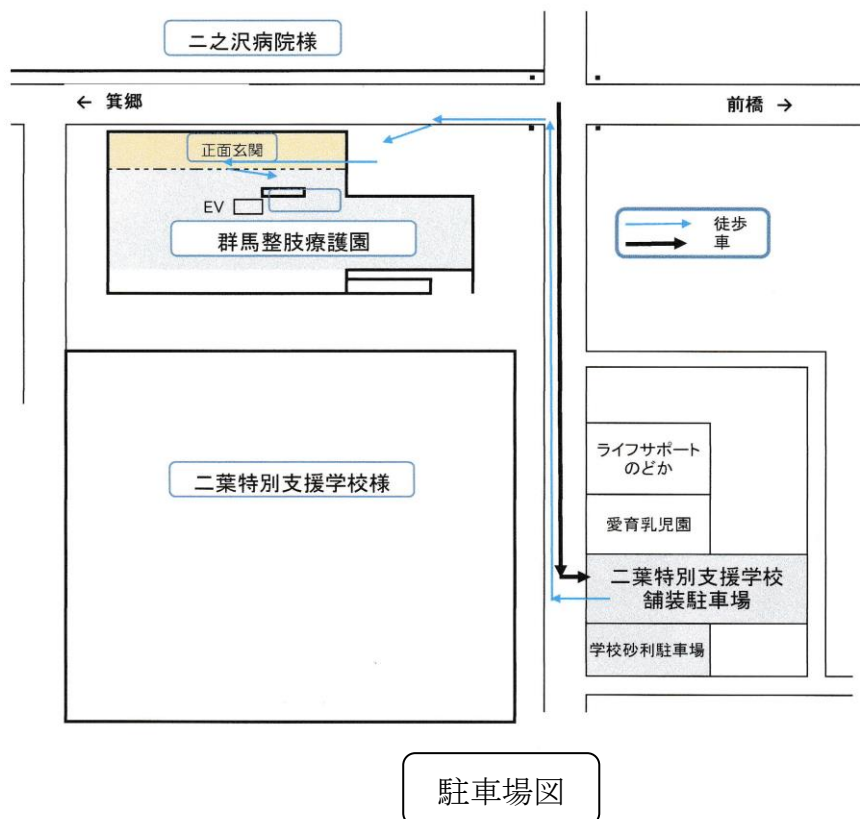 二之沢病院様
← 箕郷
前橋 →
正面玄関
EV
群馬整肢療護園
徒歩
車
ライフサポート
のどか
二葉特別支援学校様
愛育乳児園
二葉特別支援学校
舗装駐車場
学校砂利駐車場
駐車場図